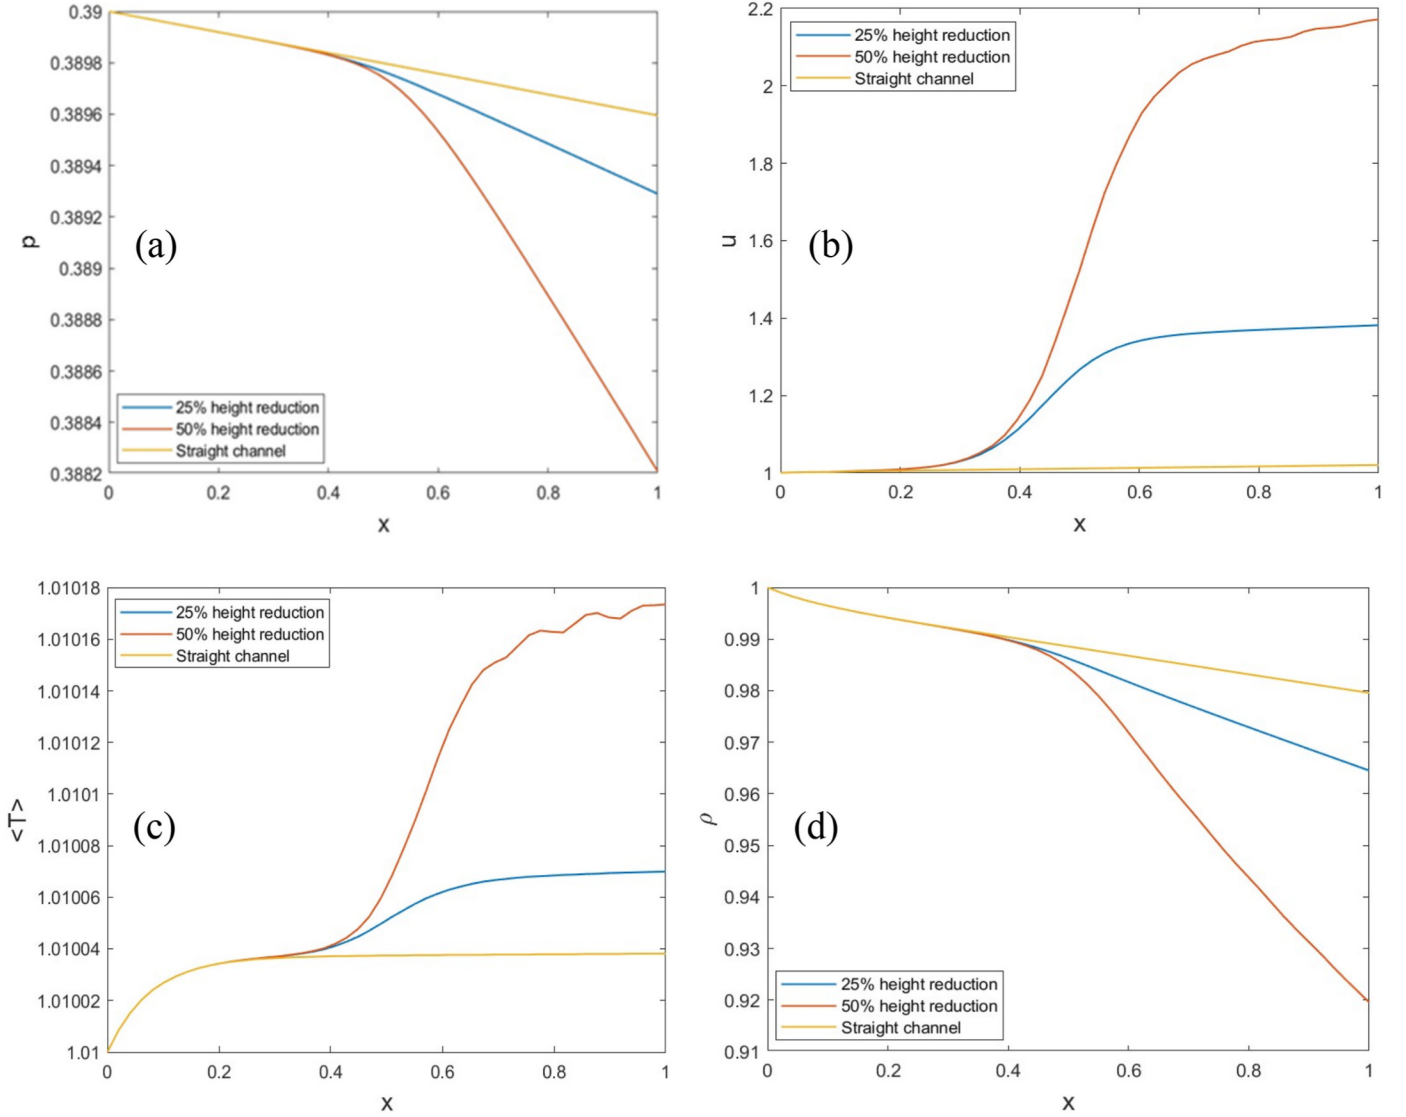 0.39
0.3898
0.3896
0.3894
0.3892
0.389
0.3888
0.3886
0.3884
0.3882
p
(a)
25% height reduction
50% height reduction
Straight channel
0 0.2 0.4 0.6 0.8 1
x
2.2
2
1.8
1.6
1.4
1.2
1
u
(b)
25% height reduction
50% height reduction
Straight channel
0 0.2 0.4 0.6 0.8 1
x
1.01018
1.01016
1.01014
1.01012
1.0101
1.01008
1.01006
1.01004
1.01002
1.01
<T>
(c)
25% height reduction
50% height reduction
Straight channel
0 0.2 0.4 0.6 0.8 1
x
1
0.99
0.98
0.97
0.96
0.95
0.94
0.93
0.92
0.91
ρ
(d)
25% height reduction
50% height reduction
Straight channel
0 0.2 0.4 0.6 0.8 1
x